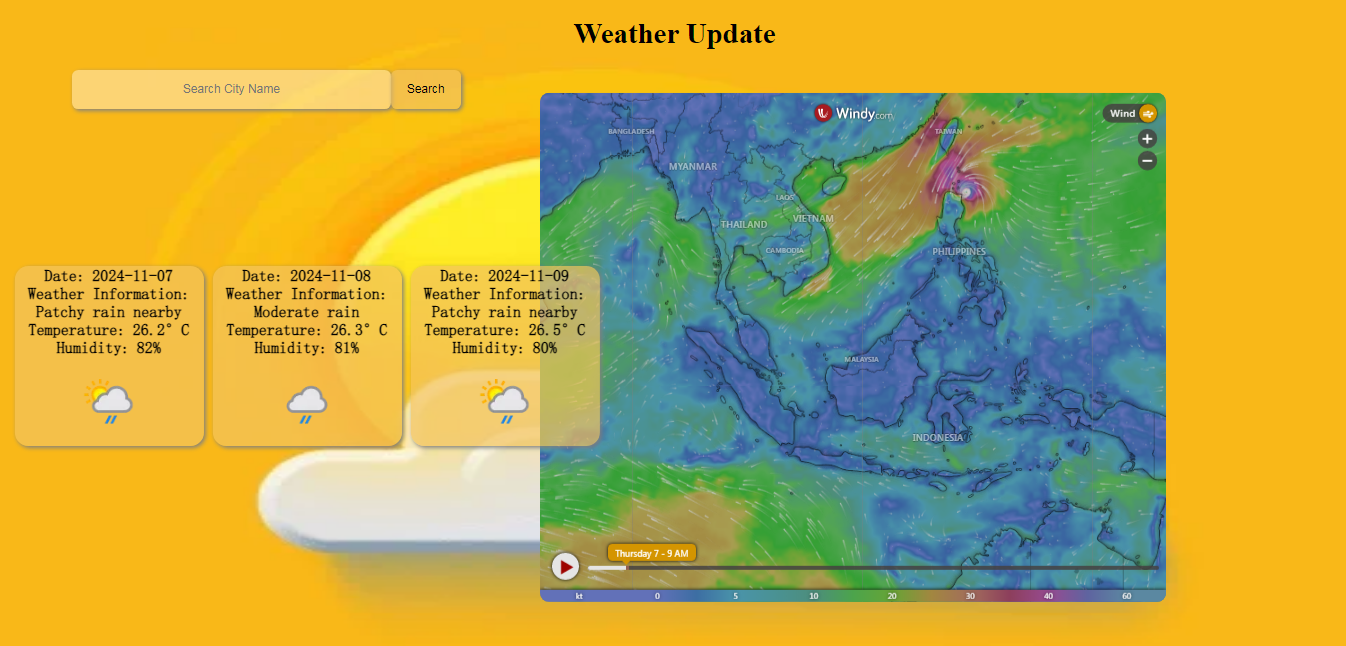 Weather Update
Search City Name
Search
Date: 2024-11-07
Weather Information:
Patchy rain nearby
Temperature: 26.2° C
Humidity: 82%
Date: 2024-11-08
Weather Information:
Moderate rain
Temperature: 26.3° C
Humidity: 81%
Date: 2024-11-09
Weather Information:
Patchy rain nearby
Temperature: 26.5° C
Humidity: 80%
Windy.com
Wind
+
−
BANGLADESH
TAIWAN
MYANMAR
LAOS
VIETNAM
THAILAND
CAMBODIA
PHILIPPINES
MALAYSIA
INDONESIA
Thursday 7 - 9 AM
kt 0 5 10 20 30 40 60